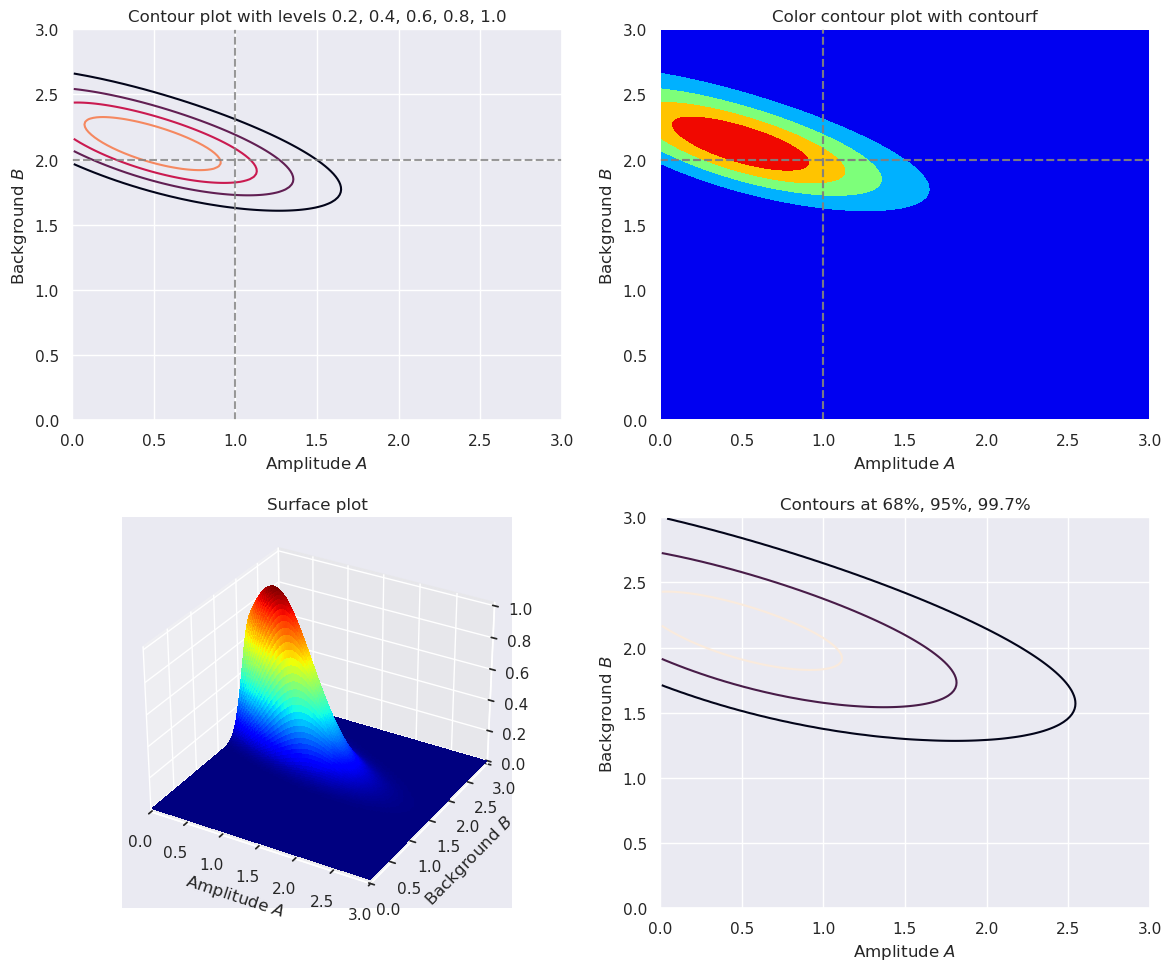 Contour plot with levels 0.2, 0.4, 0.6, 0.8, 1.0
3.0
2.5
2.0
1.5
1.0
0.5
0.0
Background B
0.0 0.5 1.0 1.5 2.0 2.5 3.0
Amplitude A
Color contour plot with contourf
3.0
2.5
2.0
1.5
1.0
0.5
0.0
Background B
0.0 0.5 1.0 1.5 2.0 2.5 3.0
Amplitude A
Surface plot
1.0
0.8
0.6
0.4
0.2
0.0
3.0
2.5
2.0
1.5
1.0
0.5
0.0
Background B
0.0 0.5 1.0 1.5 2.0 2.5 3.0
Amplitude A
Contours at 68%, 95%, 99.7%
3.0
2.5
2.0
1.5
1.0
0.5
0.0
Background B
0.0 0.5 1.0 1.5 2.0 2.5 3.0
Amplitude A